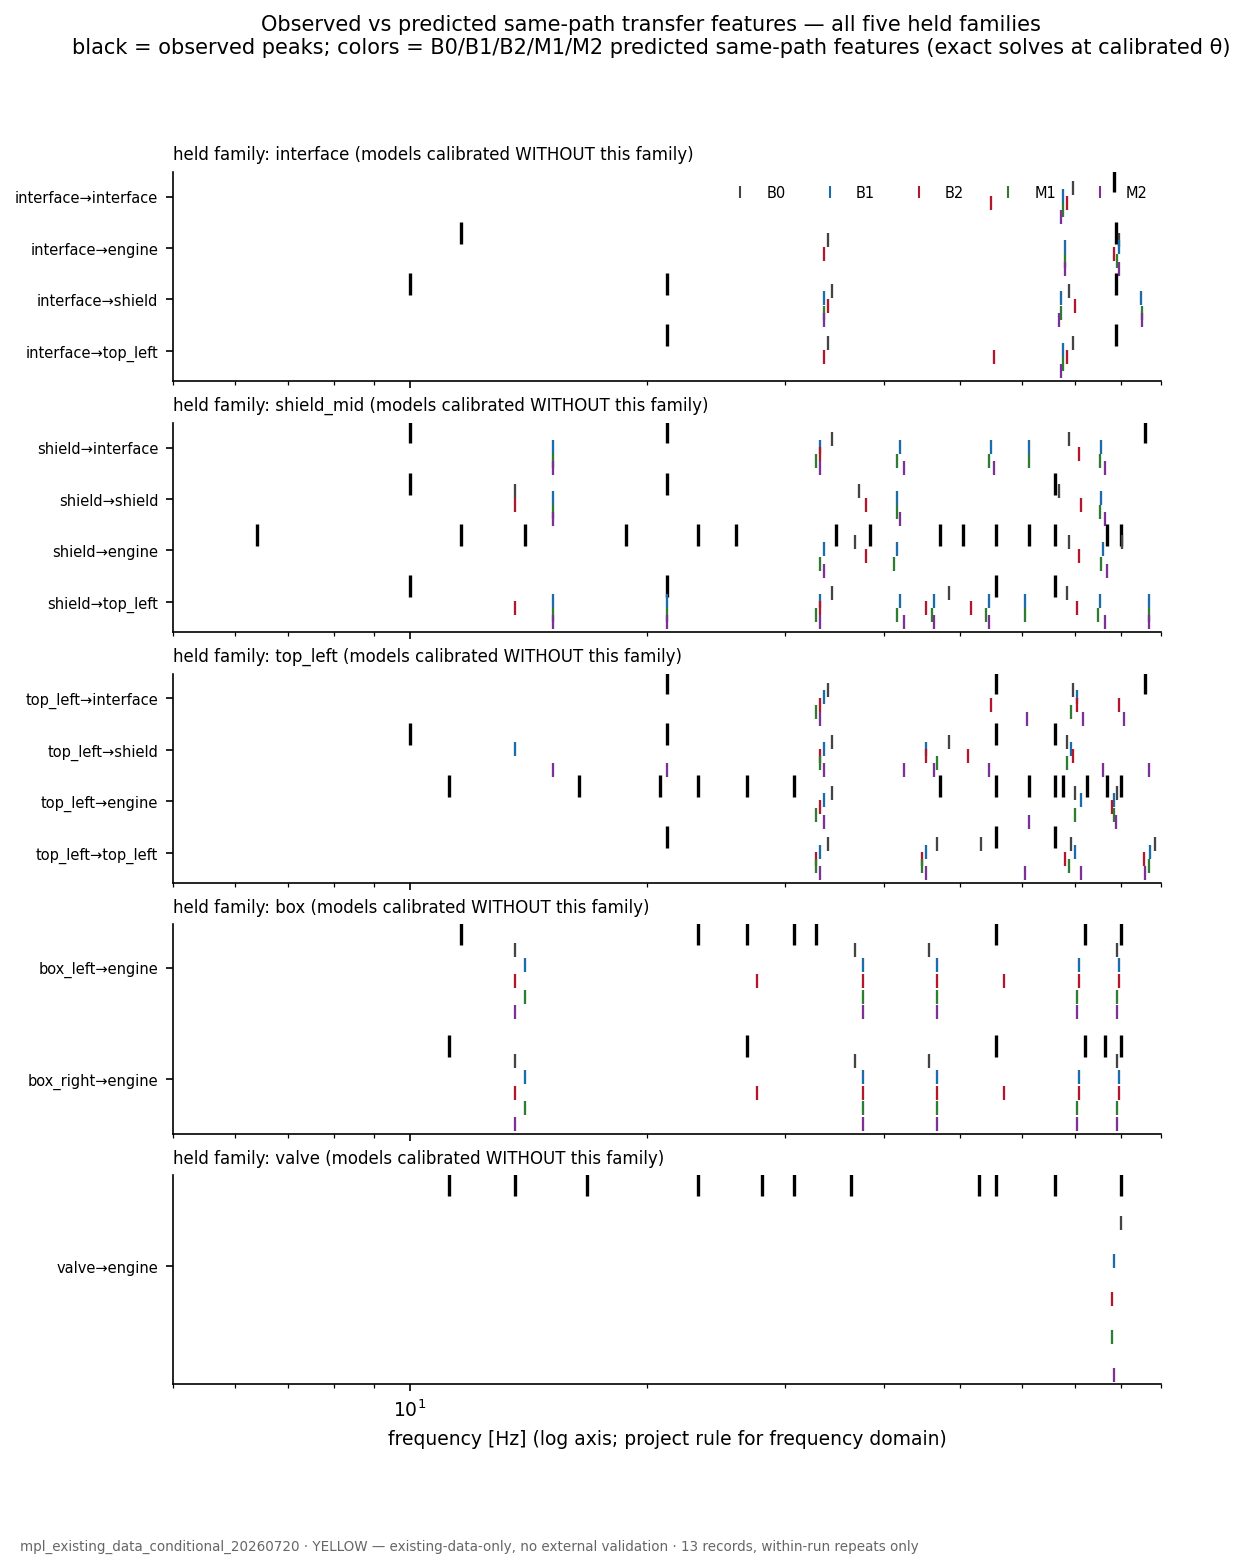 Observed vs predicted same-path transfer features — all five held families
black = observed peaks; colors = B0/B1/B2/M1/M2 predicted same-path features (exact solves at calibrated θ)
held family: interface (models calibrated WITHOUT this family)
B0 B1 B2 M1 M2
interface→interface
interface→engine
interface→shield
interface→top_left
held family: shield_mid (models calibrated WITHOUT this family)
shield→interface
shield→shield
shield→engine
shield→top_left
held family: top_left (models calibrated WITHOUT this family)
top_left→interface
top_left→shield
top_left→engine
top_left→top_left
held family: box (models calibrated WITHOUT this family)
box_left→engine
box_right→engine
held family: valve (models calibrated WITHOUT this family)
valve→engine
10¹
frequency [Hz] (log axis; project rule for frequency domain)
mpl_existing_data_conditional_20260720 · YELLOW — existing-data-only, no external validation · 13 records, within-run repeats only